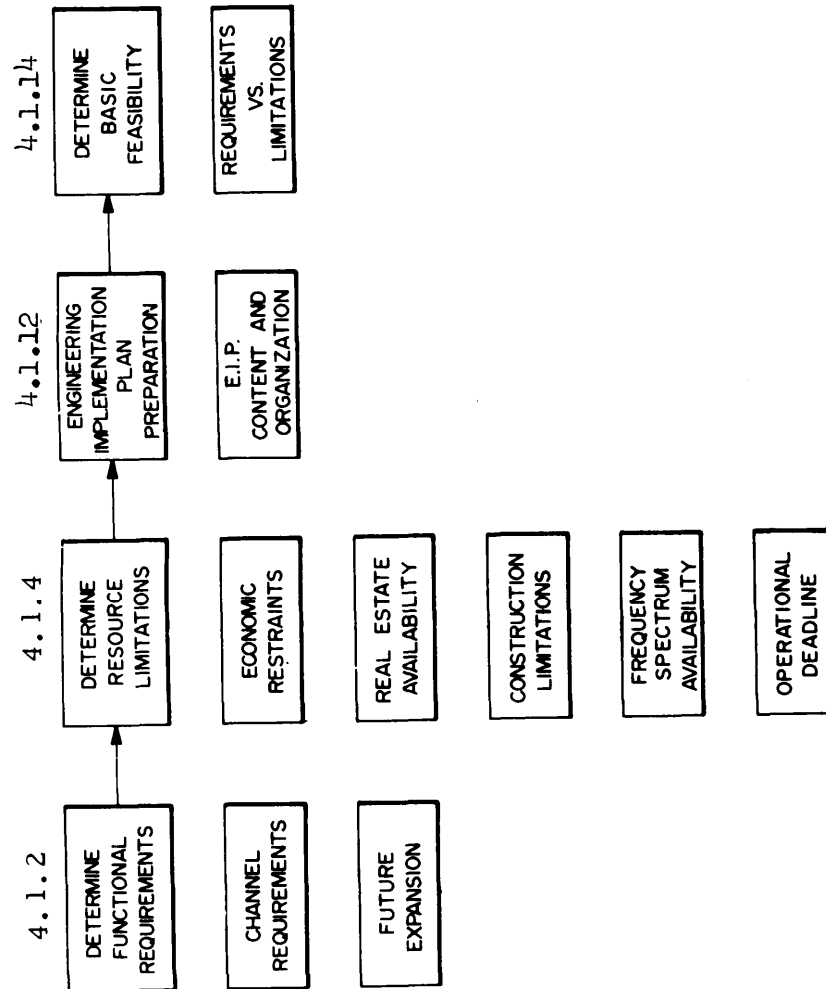 4.1.2
DETERMINE
FUNCTIONAL
REQUIREMENTS
CHANNEL
REQUIREMENTS
FUTURE
EXPANSION
4.1.4
DETERMINE
RESOURCE
LIMITATIONS
ECONOMIC
RESTRAINTS
REAL ESTATE
AVAILABILITY
CONSTRUCTION
LIMITATIONS
FREQUENCY
SPECTRUM
AVAILABILITY
OPERATIONAL
DEADLINE
4.1.12
ENGINEERING
IMPLEMENTATION
PLAN
PREPARATION
E.I.P.
CONTENT AND
ORGANIZATION
4.1.14
DETERMINE
BASIC
FEASIBILITY
REQUIREMENTS
VS.
LIMITATIONS